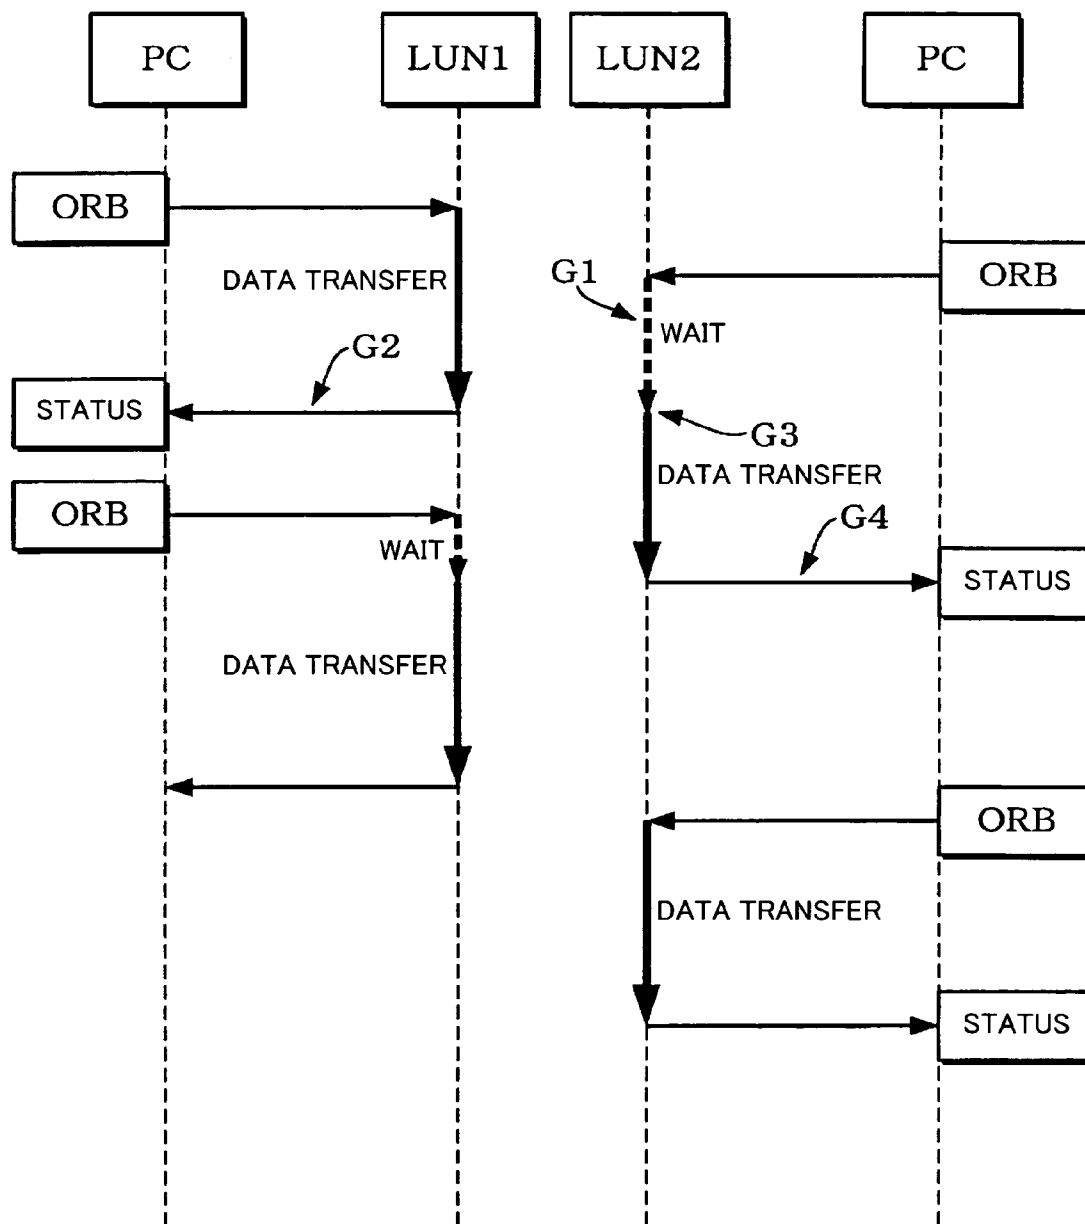 PC
LUN1
LUN2
PC
ORB
DATA TRANSFER
G1
ORB
WAIT
G2
STATUS
G3
DATA TRANSFER
ORB
G4
WAIT
STATUS
DATA TRANSFER
ORB
DATA TRANSFER
STATUS